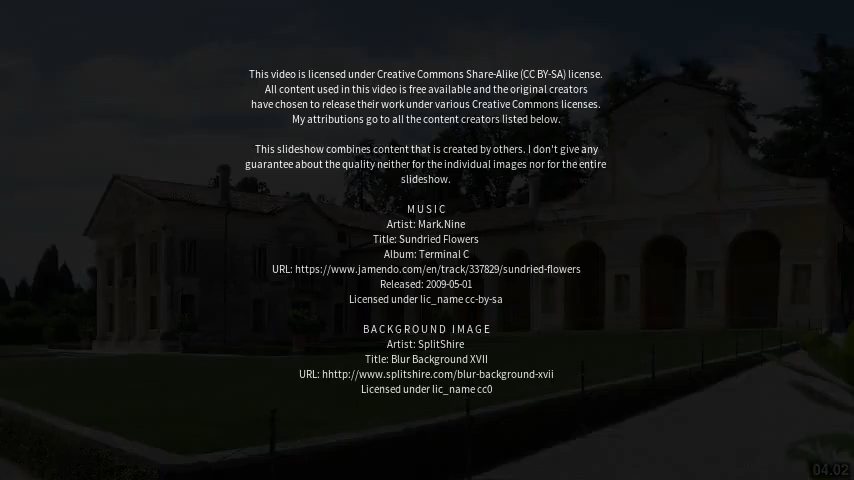 This video is licensed under Creative Commons Share-Alike (CC BY-SA) license.
All content used in this video is free available and the original creators
have chosen to release their work under various Creative Commons licenses.
My attributions go to all the content creators listed below.
This slideshow combines content that is created by others. I don't give any
guarantee about the quality neither for the individual images nor for the entire
slideshow.
MUSIC
Artist: Mark.Nine
Title: Sundried Flowers
Album: Terminal C
URL: https://www.jamendo.com/en/track/337829/sundried-flowers
Released: 2009-05-01
Licensed under lic_name cc-by-sa
BACKGROUND IMAGE
Artist: SplitShire
Title: Blur Background XVII
URL: hhttp://www.splitshire.com/blur-background-xvii
Licensed under lic_name cc0
04.02